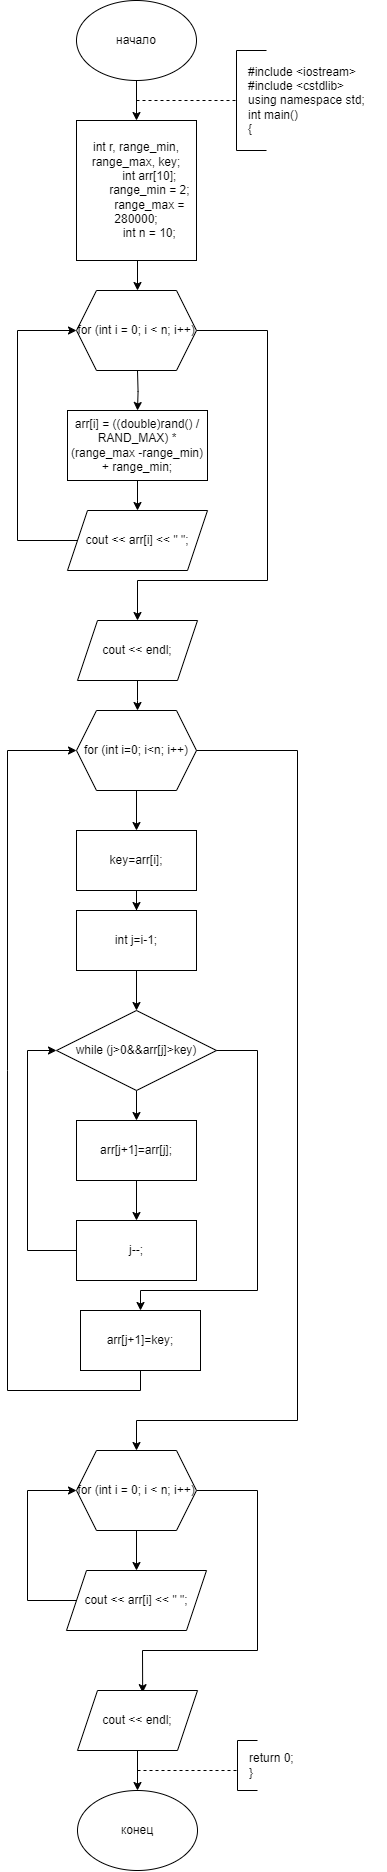 начало
#include <iostream>
#include <cstdlib>
using namespace std;
int main()
{
int r, range_min,
range_max, key;
int arr[10];
range_min = 2;
range_max =
280000;
int n = 10;
for (int i = 0; i < n; i++)
arr[i] = ((double)rand() /
RAND_MAX) *
(range_max -range_min)
+ range_min;
cout << arr[i] << " ";
cout << endl;
for (int i=0; i<n; i++)
key=arr[i];
int j=i-1;
while (j>0&&arr[j]>key)
arr[j+1]=arr[j];
j--;
arr[j+1]=key;
for (int i = 0; i < n; i++)
cout << arr[i] << " ";
cout << endl;
return 0;
}
конец